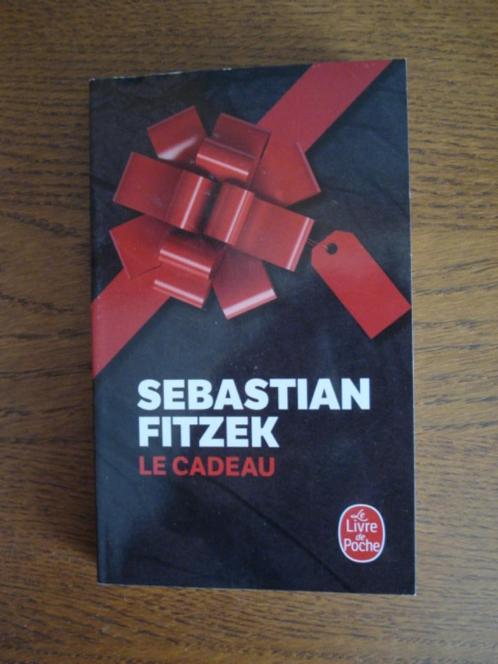 SEBASTIAN
FITZEK
LE CADEAU
Le
Livre
de
Poche